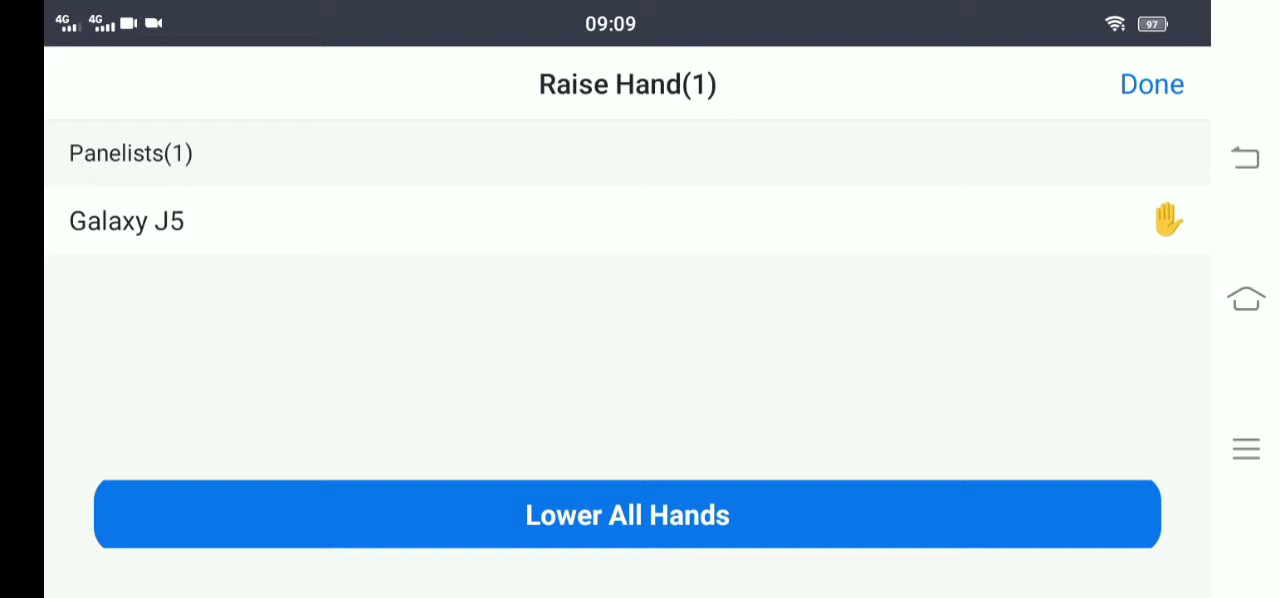 4G 4G 09:09 97
Raise Hand(1) Done
Panelists(1)
Galaxy J5
Lower All Hands